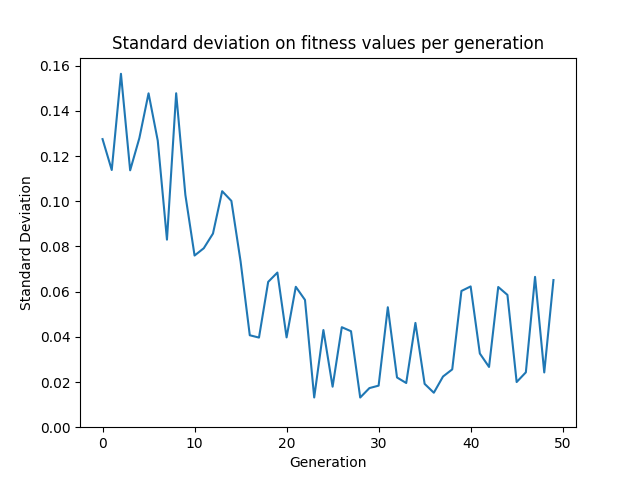 Standard deviation on fitness values per generation
0.16
0.14
0.12
0.10
0.08
0.06
0.04
0.02
0.00
Standard Deviation
0 10 20 30 40 50
Generation